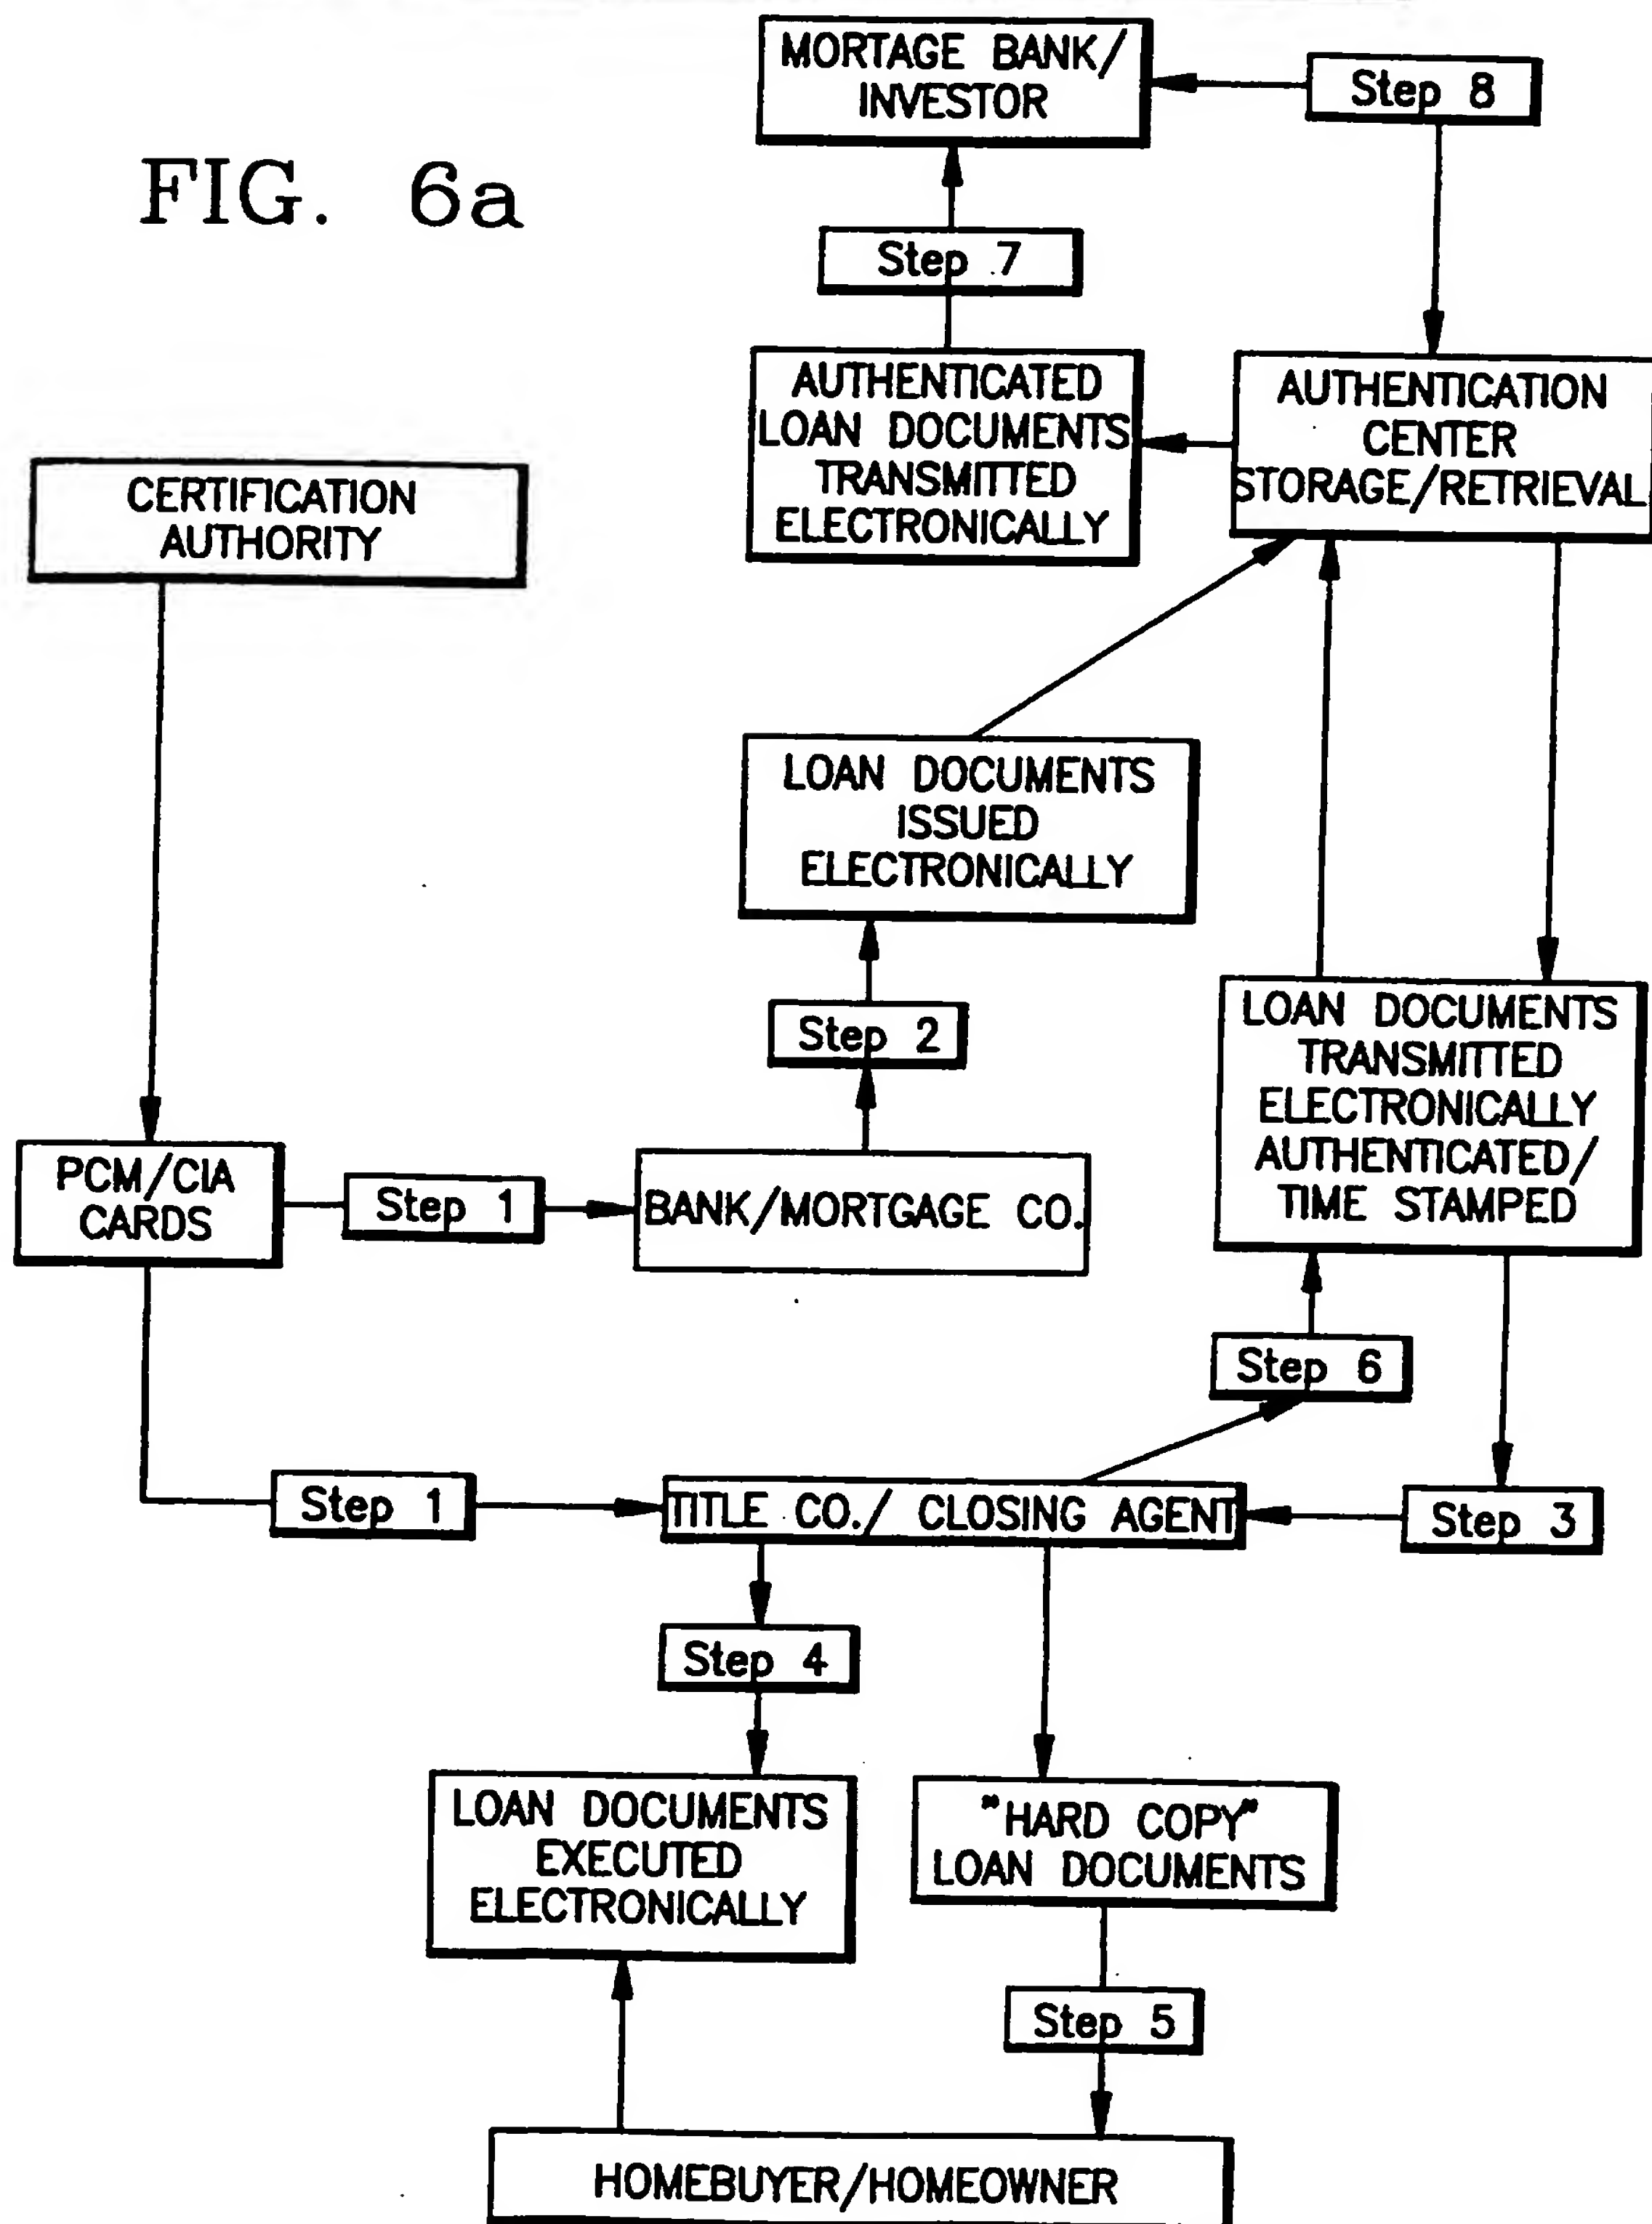 MORTAGE BANK/
INVESTOR
Step 8
FIG. 6a
Step 7
AUTHENTICATED
LOAN DOCUMENTS
TRANSMITTED
ELECTRONICALLY
AUTHENTICATION
CENTER
STORAGE/RETRIEVAL
CERTIFICATION
AUTHORITY
LOAN DOCUMENTS
ISSUED
ELECTRONICALLY
Step 2
LOAN DOCUMENTS
TRANSMITTED
ELECTRONICALLY
AUTHENTICATED/
TIME STAMPED
PCM/CIA
CARDS
Step 1
BANK/MORTGAGE CO.
Step 6
Step 1
TITLE CO./ CLOSING AGENT
Step 3
Step 4
LOAN DOCUMENTS
EXECUTED
ELECTRONICALLY
"HARD COPY"
LOAN DOCUMENTS
Step 5
HOMEBUYER/HOMEOWNER